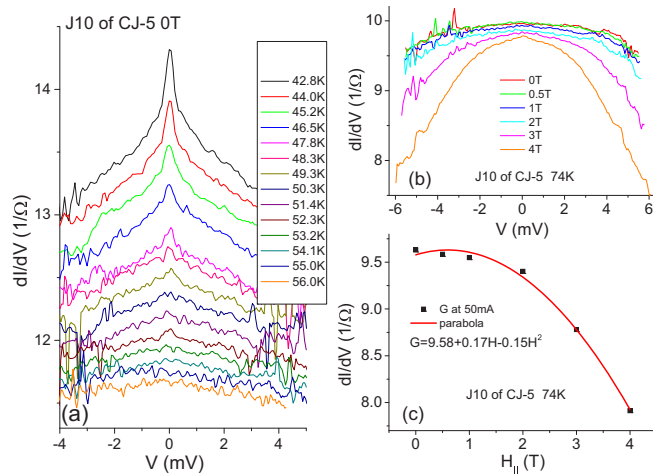 J10 of CJ-5 0T
42.8K
44.0K
45.2K
46.5K
47.8K
48.3K
49.3K
50.3K
51.4K
52.3K
53.2K
54.1K
55.0K
56.0K
14
13
12
dI/dV (1/Ω)
(a)
-4 -2 0 2 4
V (mV)
10
9
8
dI/dV (1/Ω)
0T
0.5T
1T
2T
3T
4T
(b)
J10 of CJ-5 74K
-6 -4 -2 0 2 4 6
V (mV)
9.5
9.0
8.5
8.0
dI/dV (1/Ω)
G at 50mA
parabola
G=9.58+0.17H-0.15H²
(c)
J10 of CJ-5 74K
0 1 2 3 4
H||(T)